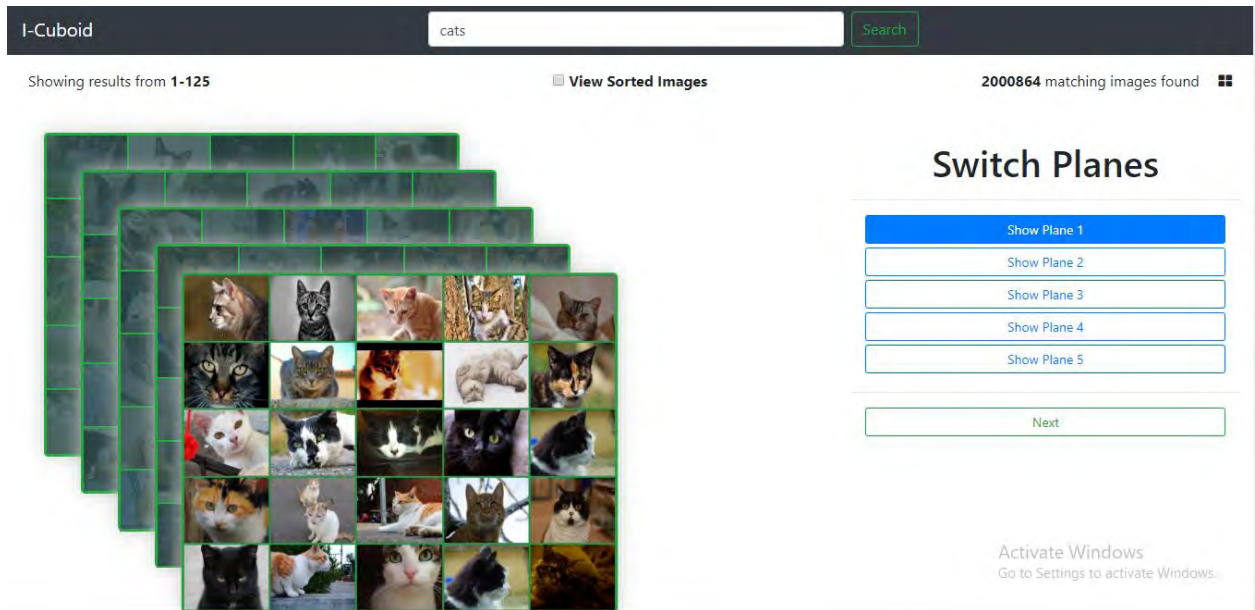 I-Cuboid
cats
Search
Showing results from 1-125
View Sorted Images
2000864 matching images found
Switch Planes
Show Plane 1
Show Plane 2
Show Plane 3
Show Plane 4
Show Plane 5
Next
Activate Windows
Go to Settings to activate Windows.